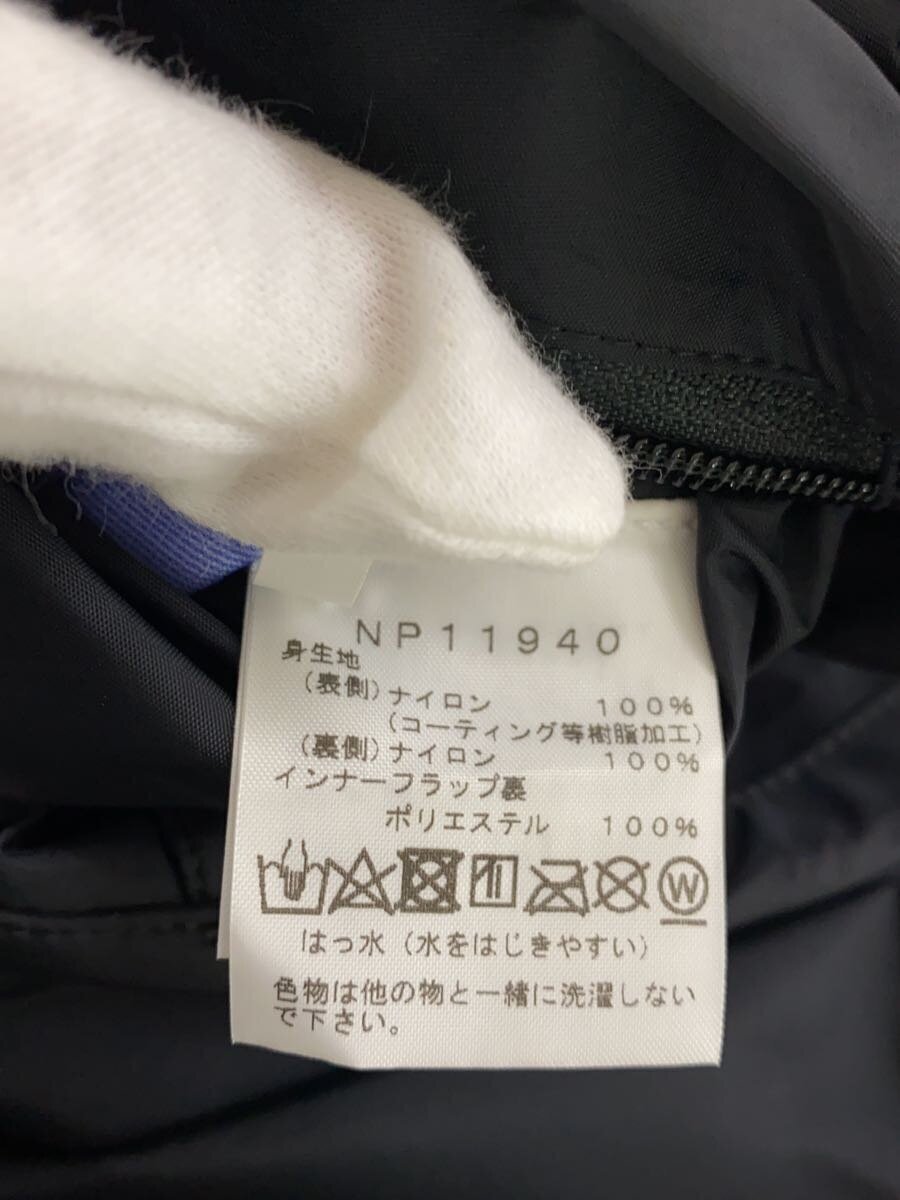 NP11940
身生地
(表側)ナイロン 100%
(コーティング等樹脂加工)
(裏側)ナイロン 100%
インナーフラップ裏
ポリエステル 100%
W
はっ水(水をはじきやすい)
色物は他の物と一緒に洗濯しない
で下さい。